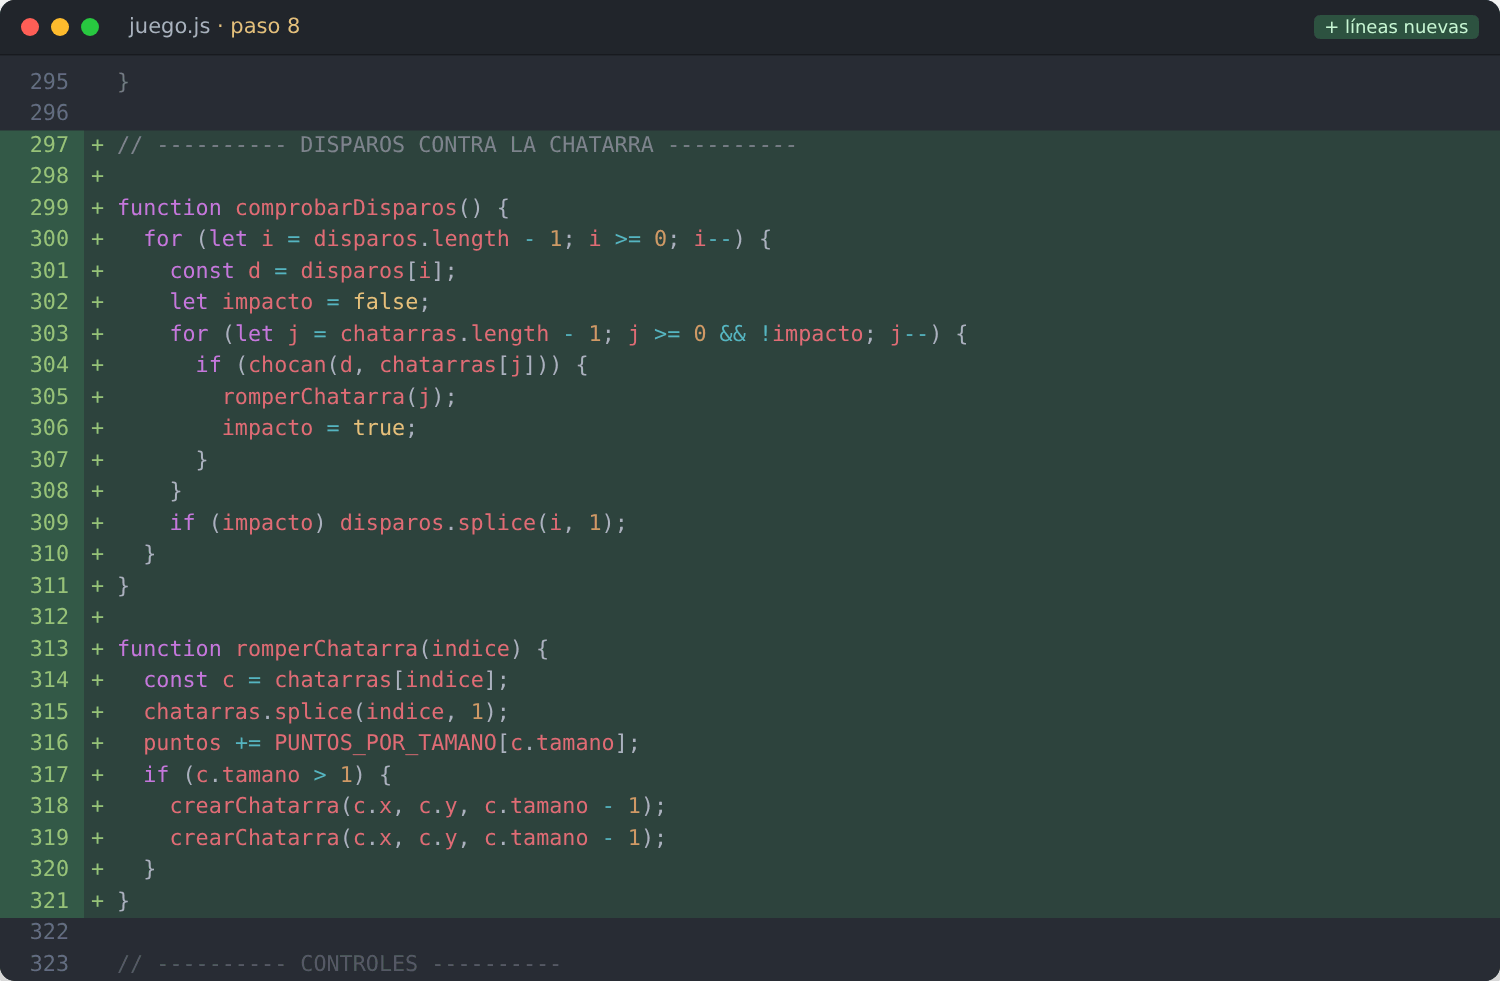 juego.js · paso 8
+ líneas nuevas
295 }
296
297 + // ---------- DISPAROS CONTRA LA CHATARRA ----------
298 +
299 + function comprobarDisparos() {
300 +   for (let i = disparos.length - 1; i >= 0; i--) {
301 +     const d = disparos[i];
302 +     let impacto = false;
303 +     for (let j = chatarras.length - 1; j >= 0 && !impacto; j--) {
304 +       if (chocan(d, chatarras[j])) {
305 +         romperChatarra(j);
306 +         impacto = true;
307 +       }
308 +     }
309 +     if (impacto) disparos.splice(i, 1);
310 +   }
311 + }
312 +
313 + function romperChatarra(indice) {
314 +   const c = chatarras[indice];
315 +   chatarras.splice(indice, 1);
316 +   puntos += PUNTOS_POR_TAMANO[c.tamano];
317 +   if (c.tamano > 1) {
318 +     crearChatarra(c.x, c.y, c.tamano - 1);
319 +     crearChatarra(c.x, c.y, c.tamano - 1);
320 +   }
321 + }
322
323 // ---------- CONTROLES ----------